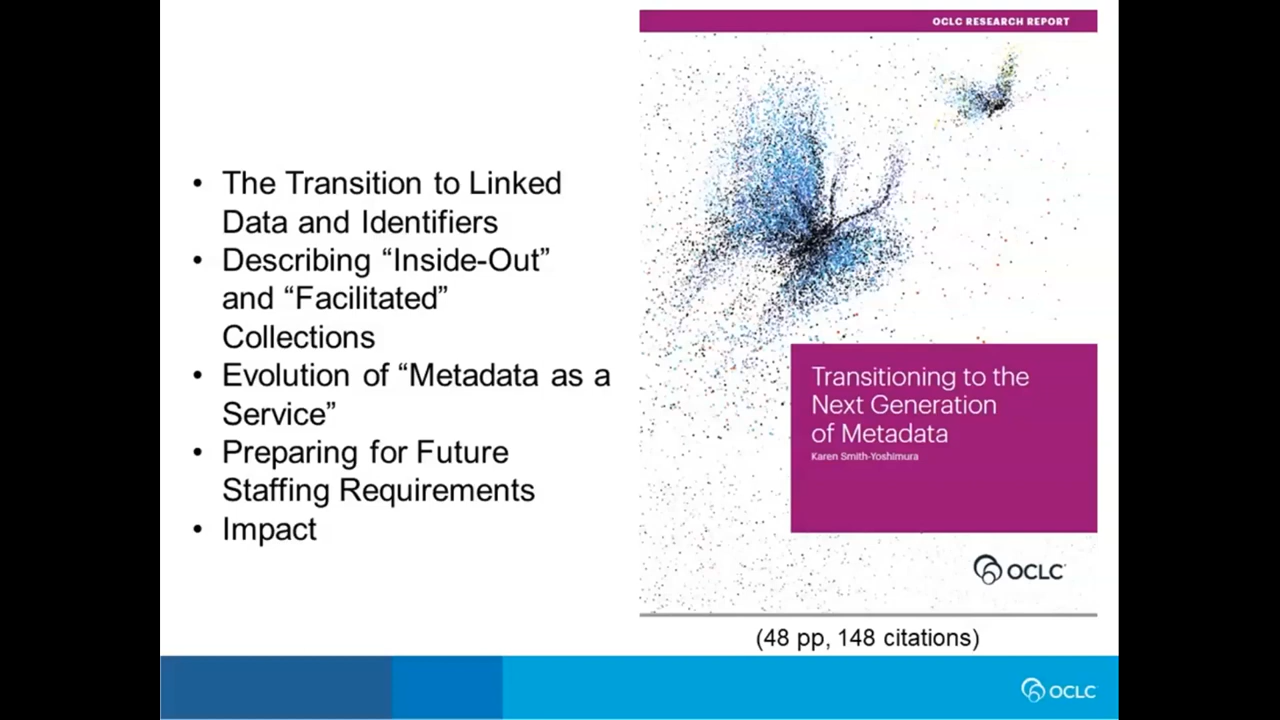 • The Transition to Linked
Data and Identifiers
• Describing “Inside-Out”
and “Facilitated”
Collections
• Evolution of “Metadata as a
Service”
• Preparing for Future
Staffing Requirements
• Impact
OCLC RESEARCH REPORT
Transitioning to the
Next Generation
of Metadata
Karen Smith-Yoshimura
OCLC
(48 pp, 148 citations)
OCLC